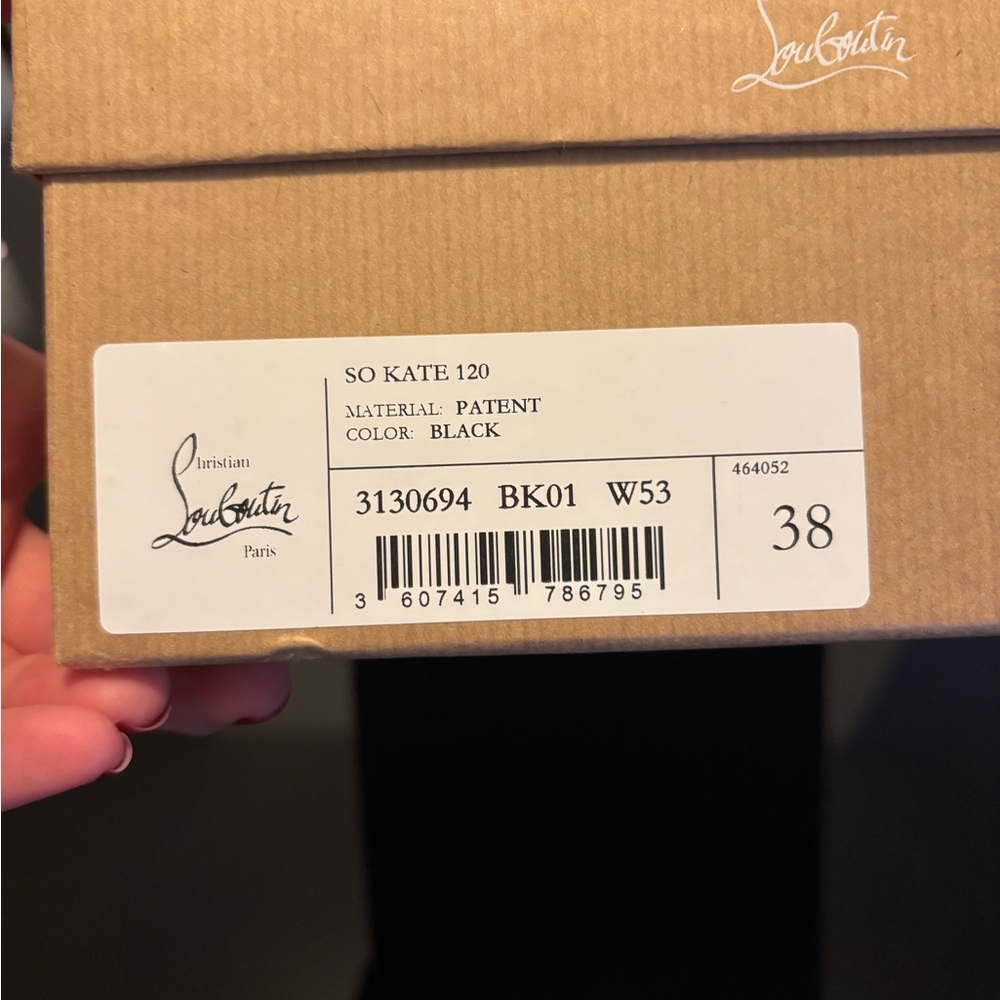 Louboutin
SO KATE 120
MATERIAL: PATENT
COLOR: BLACK
Christian
Louboutin
Paris
3130694 BK01 W53
3 607415 786795
464052
38